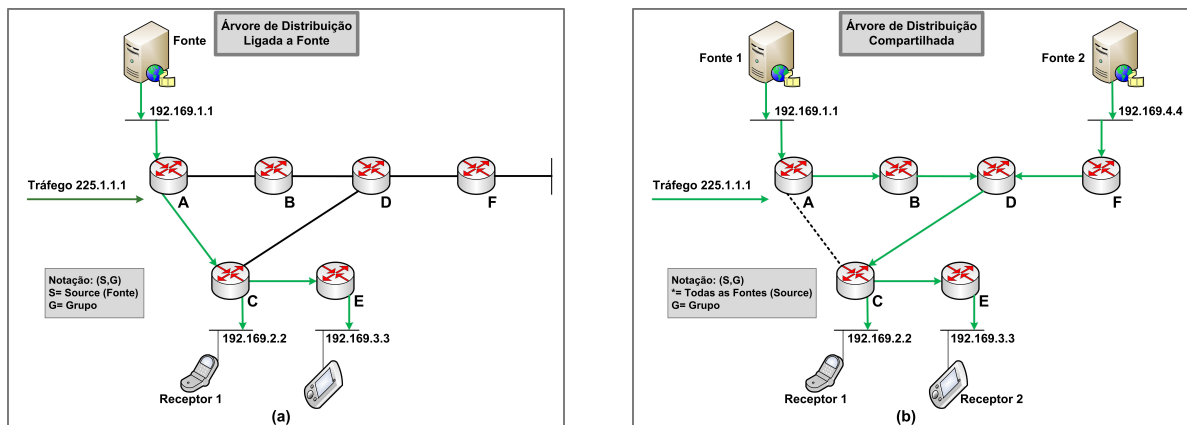 Árvore de Distribuição
Ligada a Fonte
Fonte
192.169.1.1
Tráfego 225.1.1.1
A
B
D
F
Notação: (S,G)
S= Source (Fonte)
G= Grupo
C
E
192.169.2.2
192.169.3.3
Receptor 1
(a)
Árvore de Distribuição
Compartilhada
Fonte 1
Fonte 2
192.169.1.1
192.169.4.4
Tráfego 225.1.1.1
A
B
D
F
Notação: (S,G)
*= Todas as Fontes (Source)
G= Grupo
C
E
192.169.2.2
192.169.3.3
Receptor 1
Receptor 2
(b)